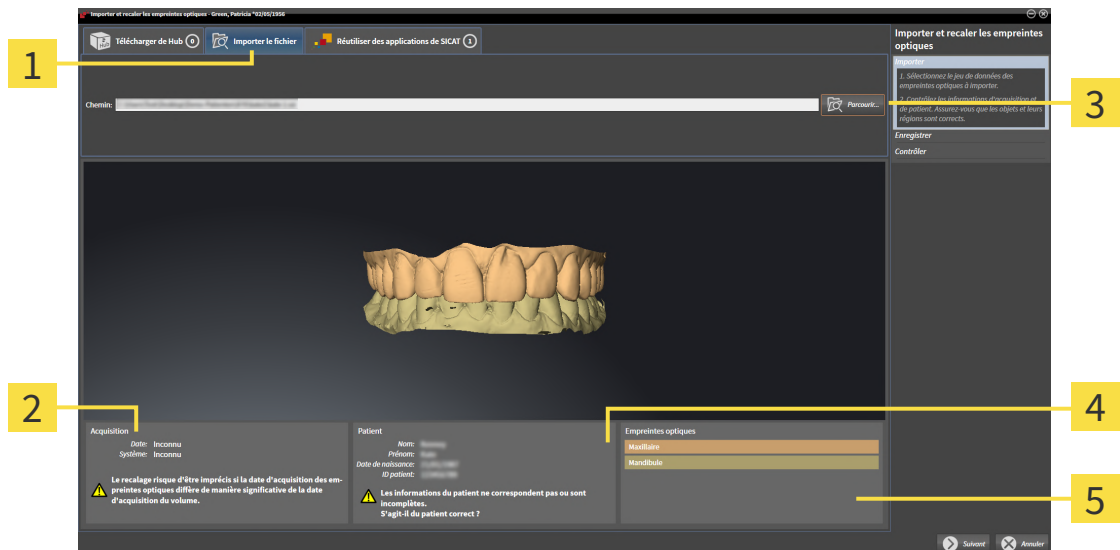 Importer et recaler les empreintes optiques - Green, Patricia *02/05/1956
Hub
Télécharger de Hub 0
Importer le fichier
Réutiliser des applications de SICAT 1
Chemin:
Parcourir...
Importer et recaler les empreintes
optiques
Importer
1. Sélectionnez le jeu de données des
empreintes optiques à importer.
2. Contrôler les informations d'acquisition et
de patient. Assurez-vous que les objets et leurs
régions sont corrects.
Enregistrer
Contrôler
1
2
3
4
5
Acquisition
Date: Inconnu
Système: Inconnu
Le recalage risque d'être imprécis si la date d'acquisition des em-
preintes optiques diffère de manière significative de la date
d'acquisition du volume.
Patient
Nom:
Prénom:
Date de naissance:
ID patient:
Les informations du patient ne correspondent pas ou sont
incomplètes.
S'agit-il du patient correct ?
Empreintes optiques
Maxillaire
Mandibule
Suivant
Annuler